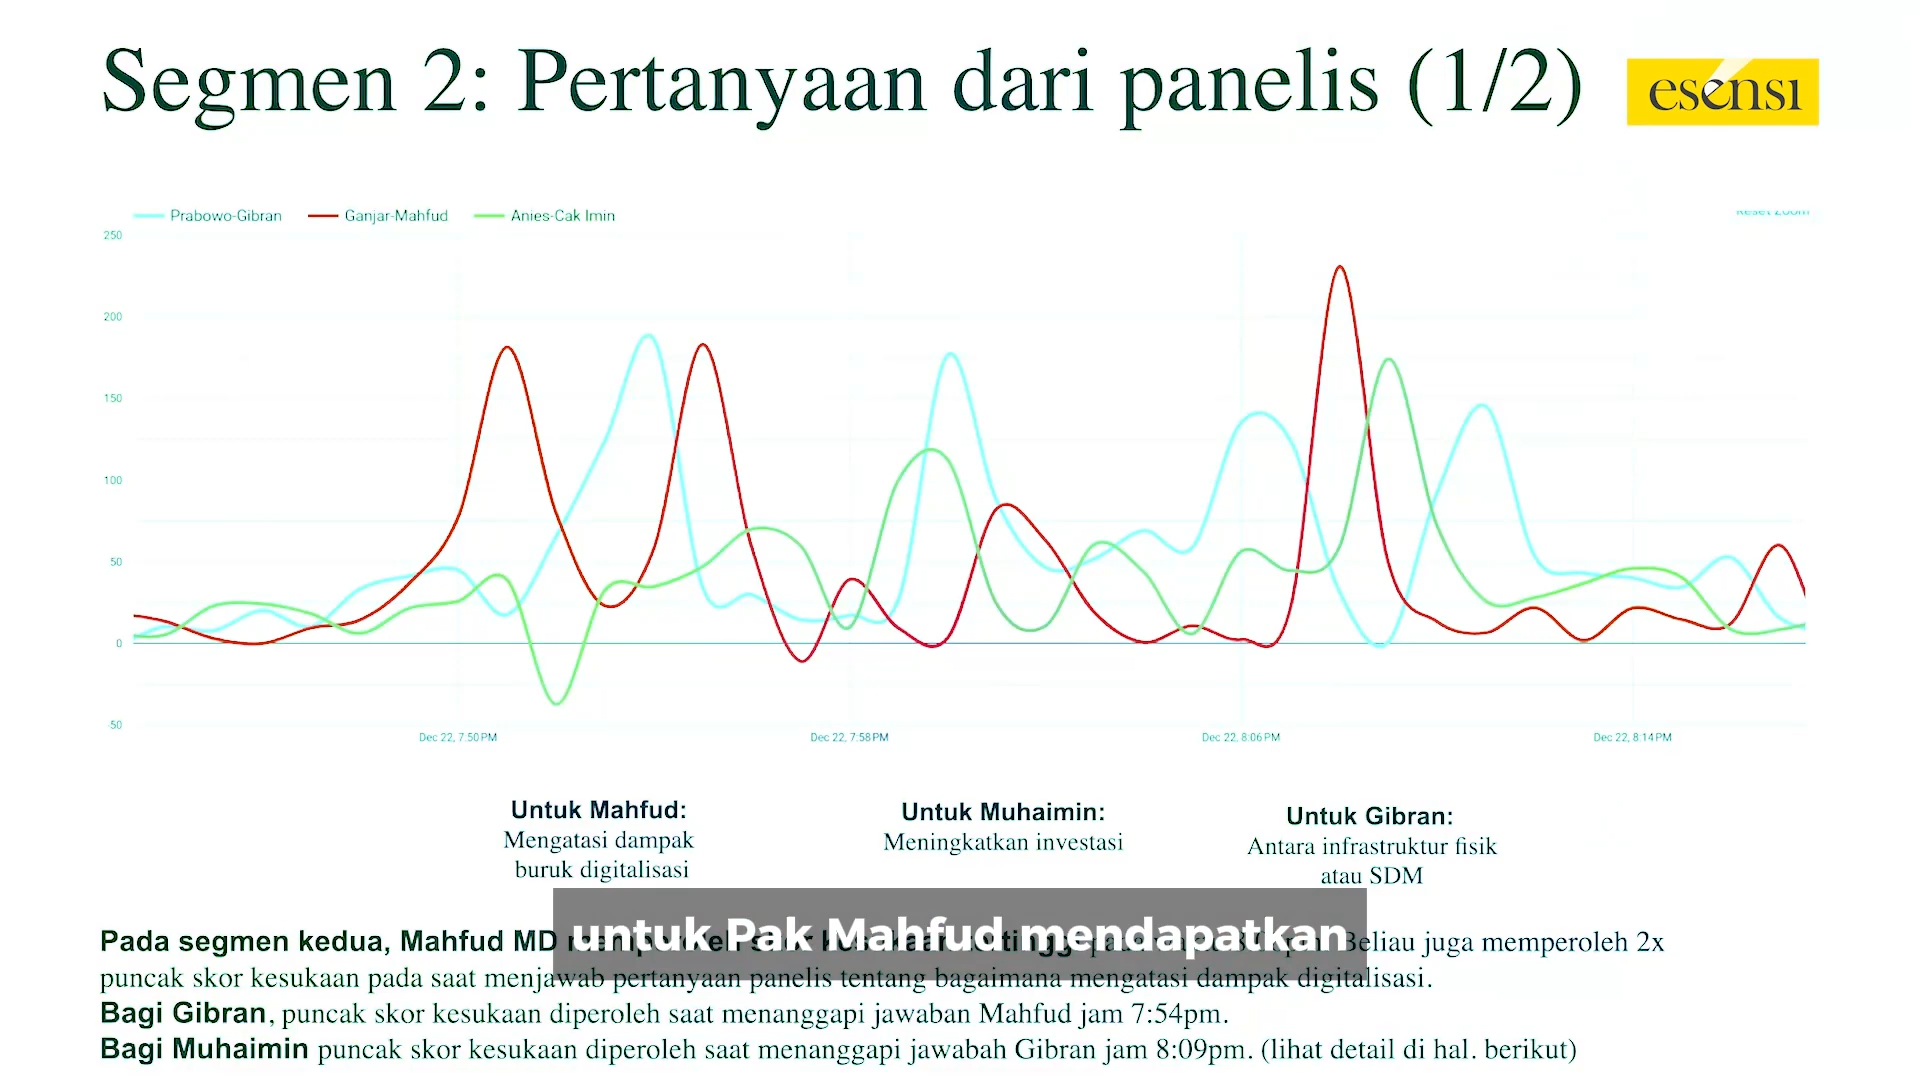 Segmen 2: Pertanyaan dari panelis (1/2)
esénsı
Prabowo-Gibran
Ganjar-Mahfud
Anies-Cak Imin
Reset Zoom
250
200
150
100
50
0
50
Dec 22, 7:50 PM
Dec 22, 7:58 PM
Dec 22, 8:06 PM
Dec 22, 8:14 PM
Untuk Mahfud:
Mengatasi dampak
buruk digitalisasi
Untuk Muhaimin:
Meningkatkan investasi
Untuk Gibran:
Antara infrastruktur fisik
atau SDM
untuk Pak Mahfud mendapatkan
Pada segmen kedua, Mahfud MD memperoleh skor kesukaan Beliau juga memperoleh 2x
puncak skor kesukaan pada saat menjawab pertanyaan panelis tentang bagaimana mengatasi dampak digitalisasi.
Bagi Gibran, puncak skor kesukaan diperoleh saat menanggapi jawaban Mahfud jam 7:54pm.
Bagi Muhaimin puncak skor kesukaan diperoleh saat menanggapi jawabah Gibran jam 8:09pm. (lihat detail di hal. berikut)